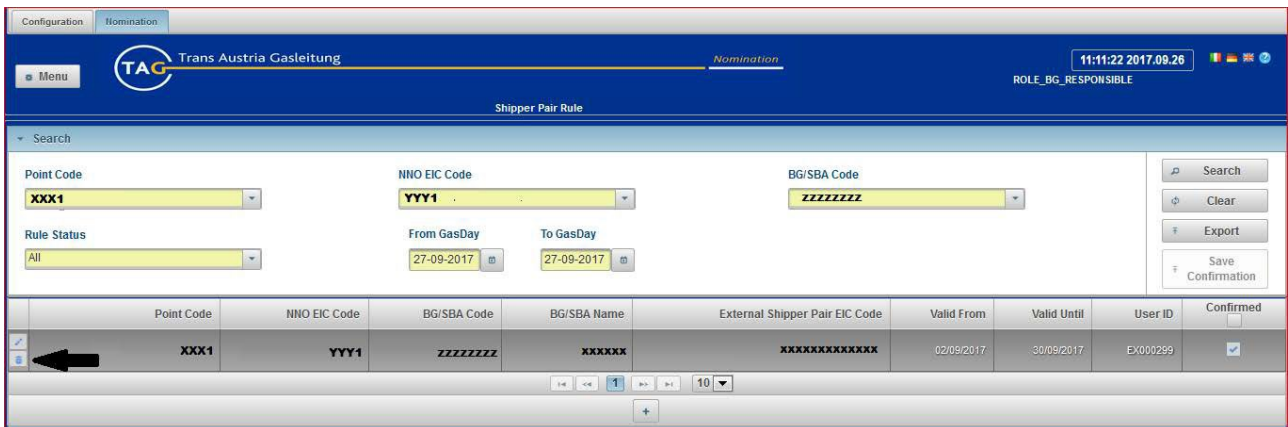 Configuration Nomination
Menu TAG Trans Austria Gasleitung Nomination 11:11:22 2017.09.26
ROLE_BG_RESPONSIBLE
Shipper Pair Rule
Search
Point Code NNO EIC Code BG/SBA Code Search
XXX1 YYY1 zzzzzzzz Clear
Rule Status From GasDay To GasDay Export
All 27-09-2017 27-09-2017 Save
Confirmation
Point Code NNO EIC Code BG/SBA Code BG/SBA Name External Shipper Pair EIC Code Valid From Valid Until User ID Confirmed
XXX1 YYY1 zzzzzzzz xxxxxx xxxxxxxxxxxxx 02/09/2017 30/09/2017 EX000299
1 10
+